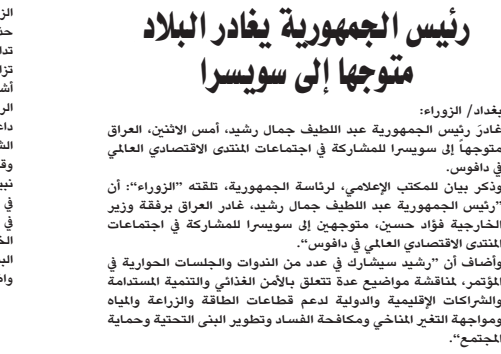 رئيس الجمهورية يغادر البلاد
متوجها إلى سويسرا
بغداد/ الزوراء:
غادرَ رئيس الجمهورية عبد اللطيف جمال رشيد، أمس الاثنين، العراق
متوجهاً إلى سويسرا للمشاركة في اجتماعات المنتدى الاقتصادي العالمي
في دافوس.
وذكر بيان للمكتب الإعلامي، لرئاسة الجمهورية، تلقته ”الزوراء“: أن
”رئيس الجمهورية عبد اللطيف جمال رشيد، غادر العراق برفقة وزير
الخارجية فؤاد حسين، متوجهين إلى سويسرا للمشاركة في اجتماعات
المنتدى الاقتصادي العالمي في دافوس“.
وأضاف أن ”رشيد سيشارك في عدد من الندوات والجلسات الحوارية في
المؤتمر، لمناقشة مواضيع عدة تتعلق بالأمن الغذائي والتنمية المستدامة
والشراكات الإقليمية والدولية لدعم قطاعات الطاقة والزراعة والمياه
ومواجهة التغير المناخي ومكافحة الفساد وتطوير البنى التحتية وحماية
المجتمع“.